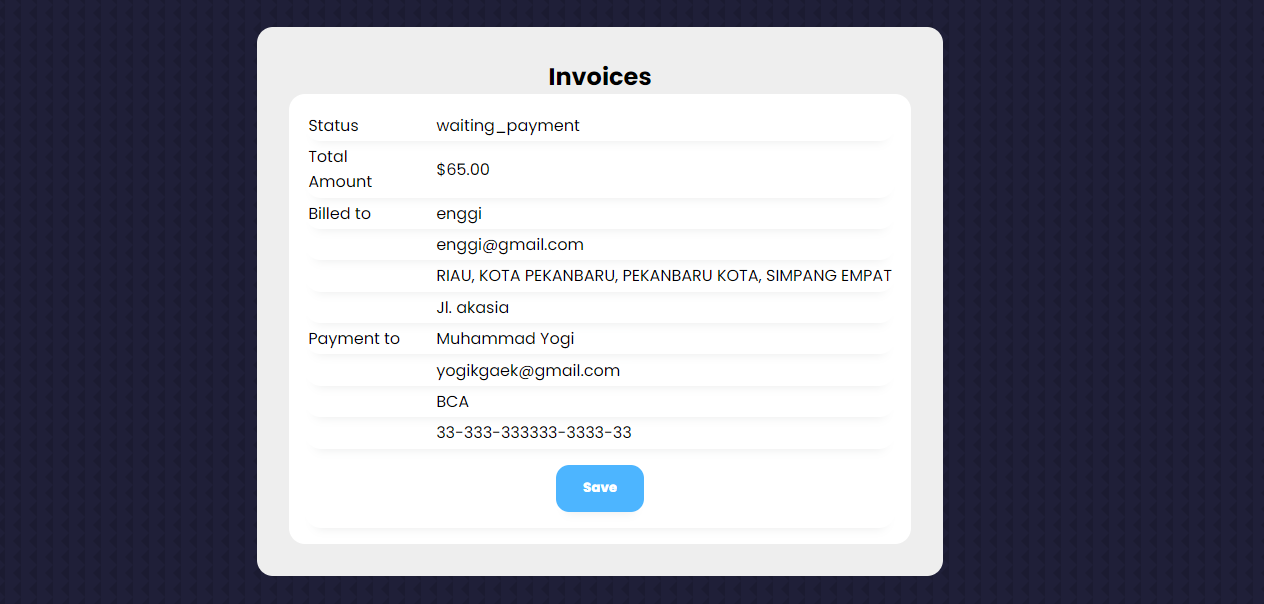 Invoices
Status waiting_payment
Total
Amount
$65.00
Billed to enggi
enggi@gmail.com
RIAU, KOTA PEKANBARU, PEKANBARU KOTA, SIMPANG EMPAT
Jl. akasia
Payment to Muhammad Yogi
yogikgaek@gmail.com
BCA
33-333-333333-3333-33
Save